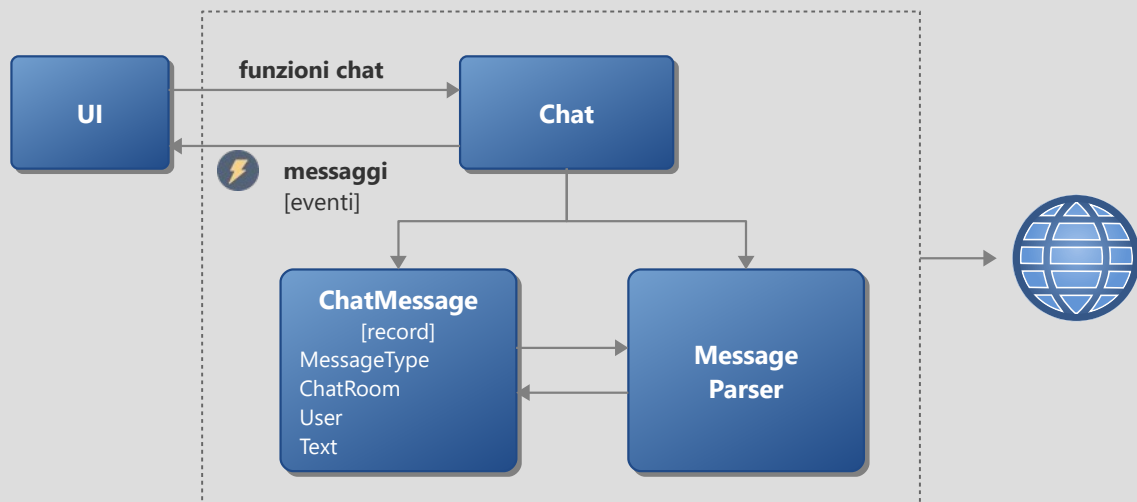 UI
funzioni chat
Chat
messaggi
[eventi]
ChatMessage
[record]
MessageType
ChatRoom
User
Text
Message
Parser